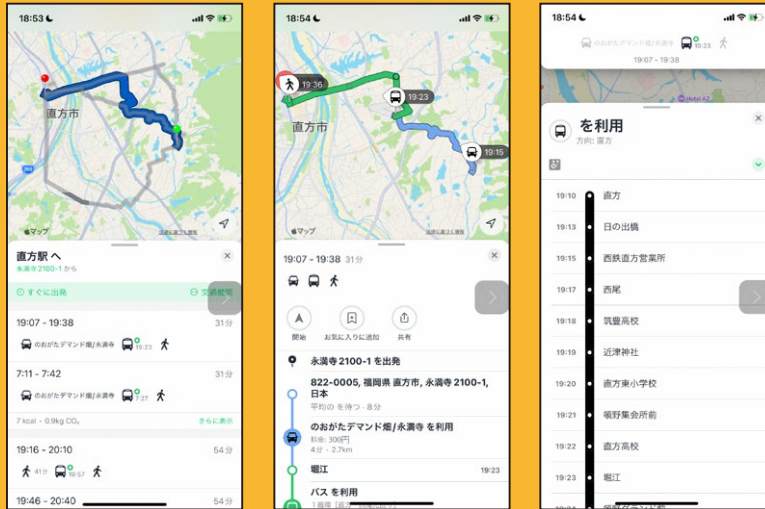 18:53
直方市
マップ
直方駅 へ
永満寺2100-1 から
すぐに出発
19:07 - 19:38
31分
のおがたデマンド畑/永満寺
19:23
7:11 - 7:42
31分
のおがたデマンド畑/永満寺
7:27
7 kcal · 0.9kg CO₂
さらに表示
19:16 - 20:10
54分
41分
19:57
19:46 - 20:40
54分
18:54
19:36
19:23
直方市
19:15
マップ
19:07 - 19:38 31分
開始
お気に入りに追加
共有
永満寺2100-1 を出発
822-0005, 福岡県 直方市, 永満寺 2100-1,
日本
平均の を待つ · 8分
のおがたデマンド畑/永満寺 を利用
料金: 300円
4分 · 2.7km
堀江
19:23
バス を利用
18:54
のおがたデマンド畑/永満寺
19:23
19:07 - 19:38
Hotel AZ
を利用
方向: 直方
19:10 直方
19:13 日の出橋
19:15 西鉄直方営業所
19:17 西尾
19:18 筑豊高校
19:19 近津神社
19:20 直方東小学校
19:21 頓野集会所前
19:22 直方高校
19:23 堀江